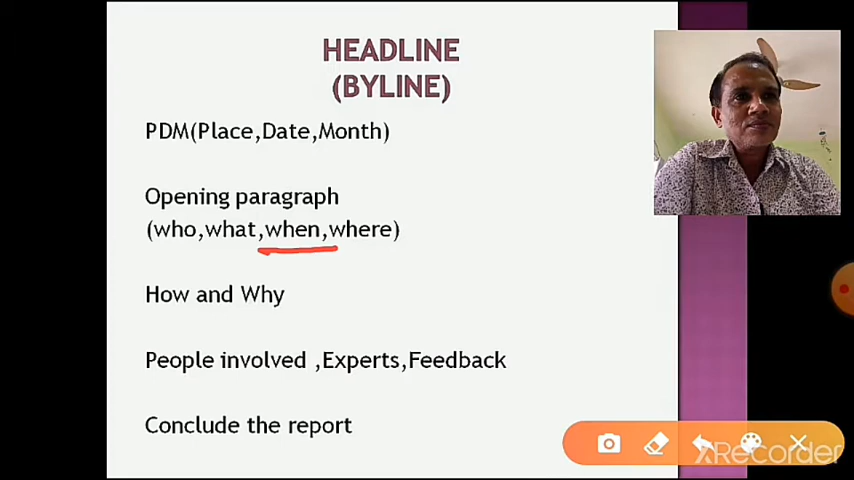 HEADLINE
(BYLINE)
PDM(Place,Date,Month)
Opening paragraph
(who,what,when,where)
How and Why
People involved ,Experts,Feedback
Conclude the report
XRecorder